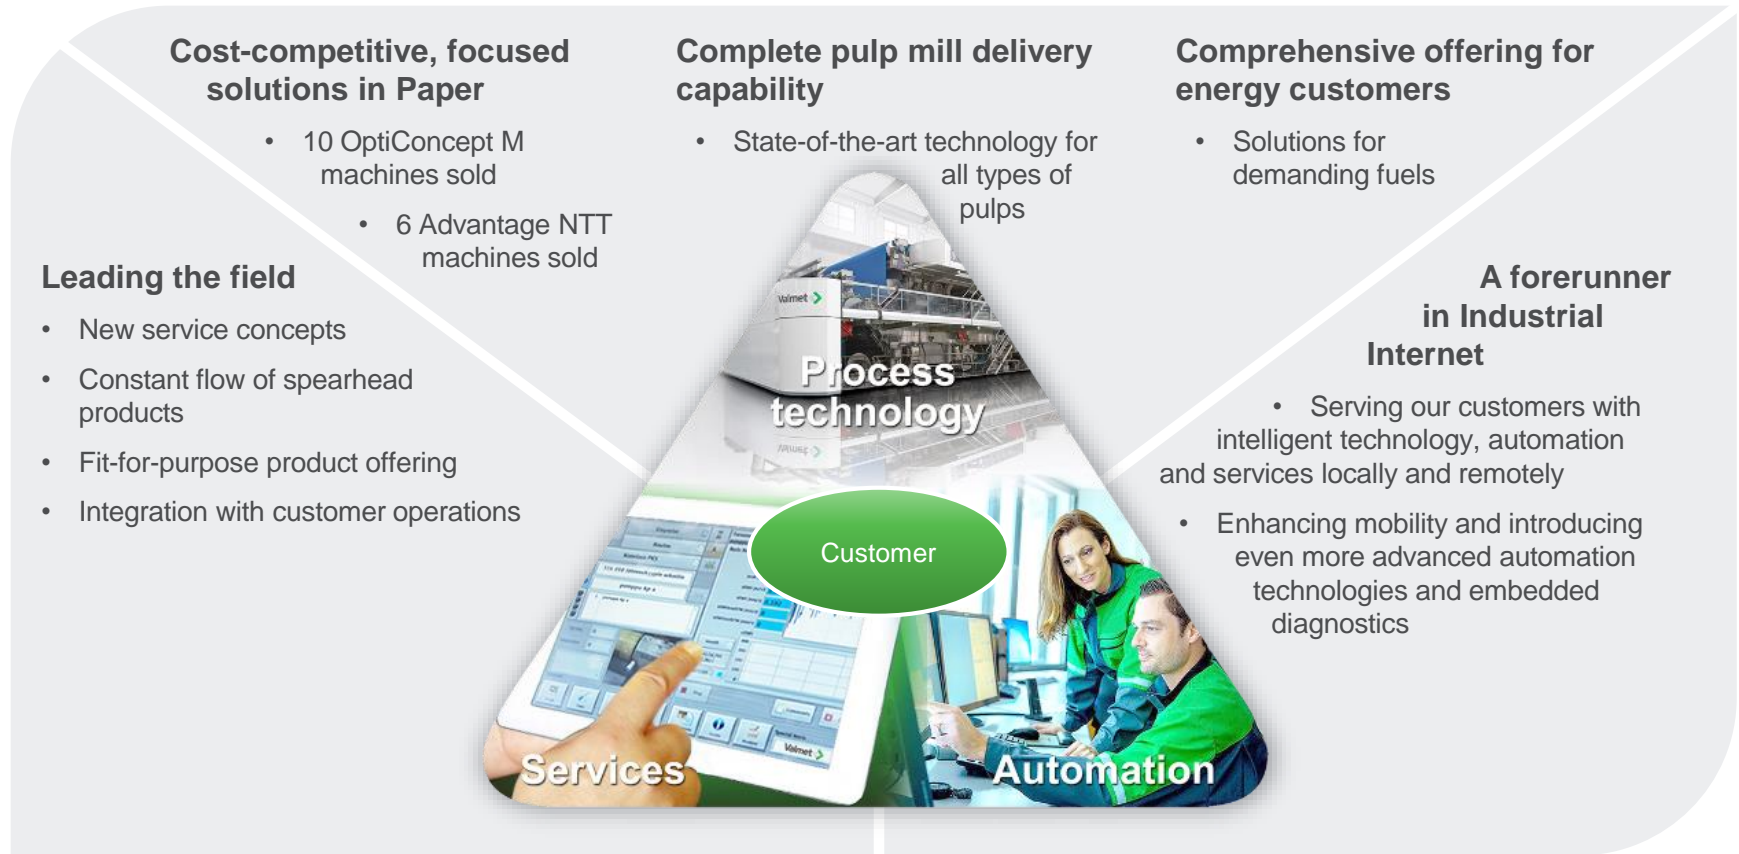 Cost-competitive, focused
solutions in Paper
• 10 OptiConcept M
machines sold
• 6 Advantage NTT
machines sold
Complete pulp mill delivery
capability
• State-of-the-art technology for
all types of
pulps
Comprehensive offering for
energy customers
• Solutions for
demanding fuels
Leading the field
• New service concepts
• Constant flow of spearhead
products
• Fit-for-purpose product offering
• Integration with customer operations
A forerunner
in Industrial
Internet
• Serving our customers with
intelligent technology, automation
and services locally and remotely
• Enhancing mobility and introducing
even more advanced automation
technologies and embedded
diagnostics
Valmet
Process
technology
Customer
Valmet
Services
Automation